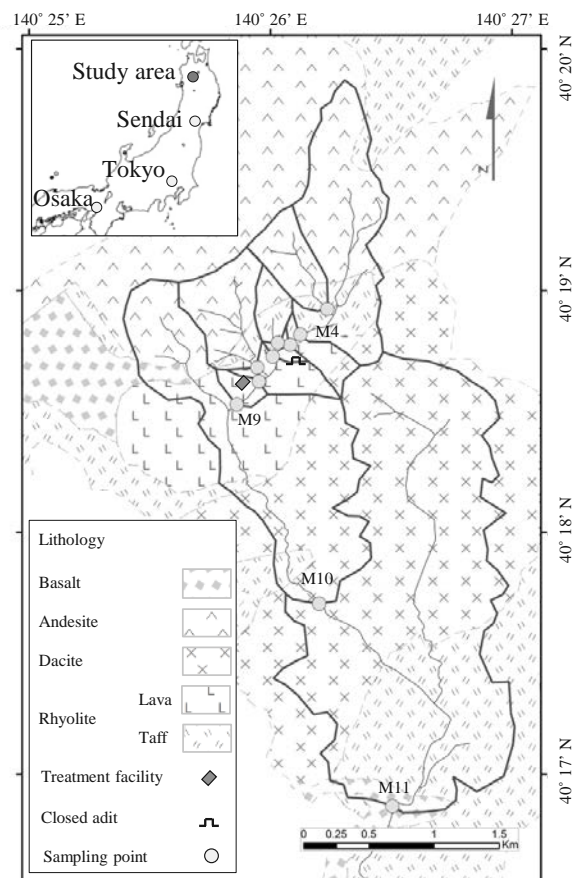 140° 25’ E
140° 26’ E
140° 27’ E
Study area
Sendai
Tokyo
Osaka
N
40° 20’ N
40° 19’ N
40° 18’ N
40° 17’ N
M4
M9
M10
M11
Lithology
Basalt
Andesite
Dacite
Rhyolite
Lava
Taff
Treatment facility
Closed adit
Sampling point
0 0.25 0.5 1 1.5
Km